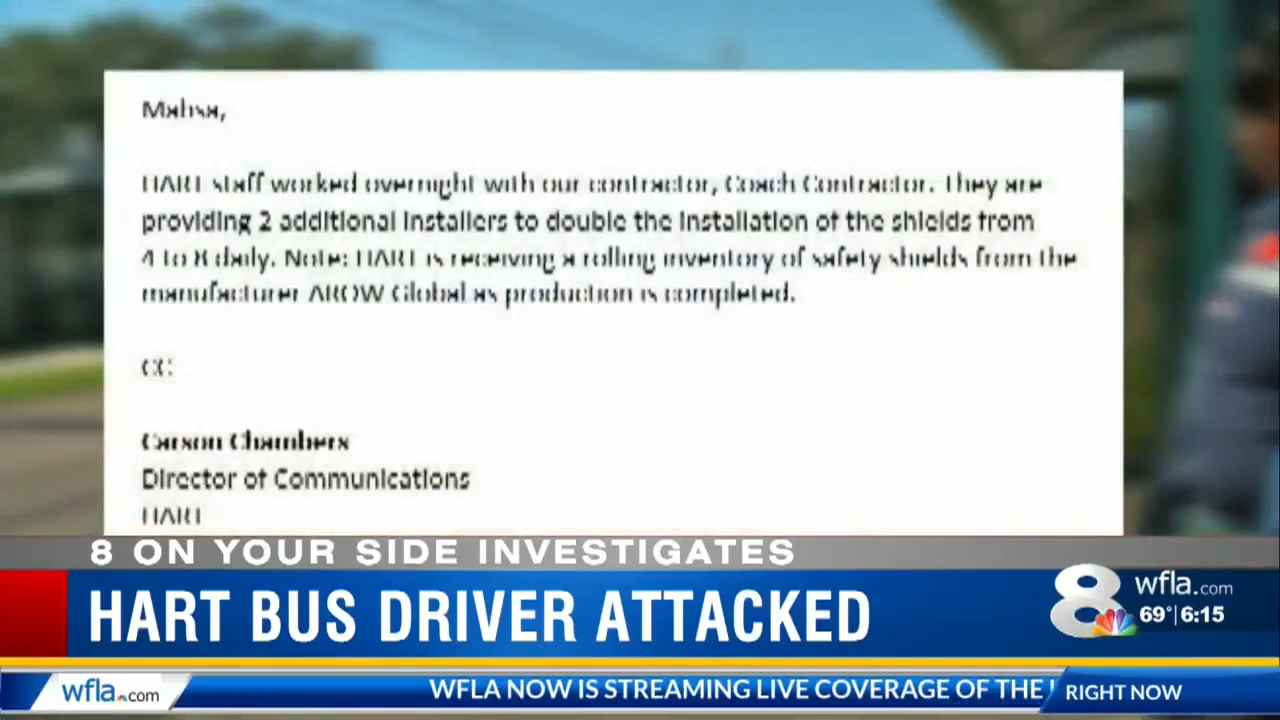 Mahsa,
HART staff worked overnight with our contractor, Coach Contractor. They are
providing 2 additional installers to double the installation of the shields from
4 to 8 daily. Note: HART is receiving a rolling inventory of safety shields from the
manufacturer AROW Global as production is completed.
CC
Carson Chambers
Director of Communications
HART
8 ON YOUR SIDE INVESTIGATES
HART BUS DRIVER ATTACKED
8 wfla.com
69° | 6:15
wfla.com WFLA NOW IS STREAMING LIVE COVERAGE OF THE RIGHT NOW